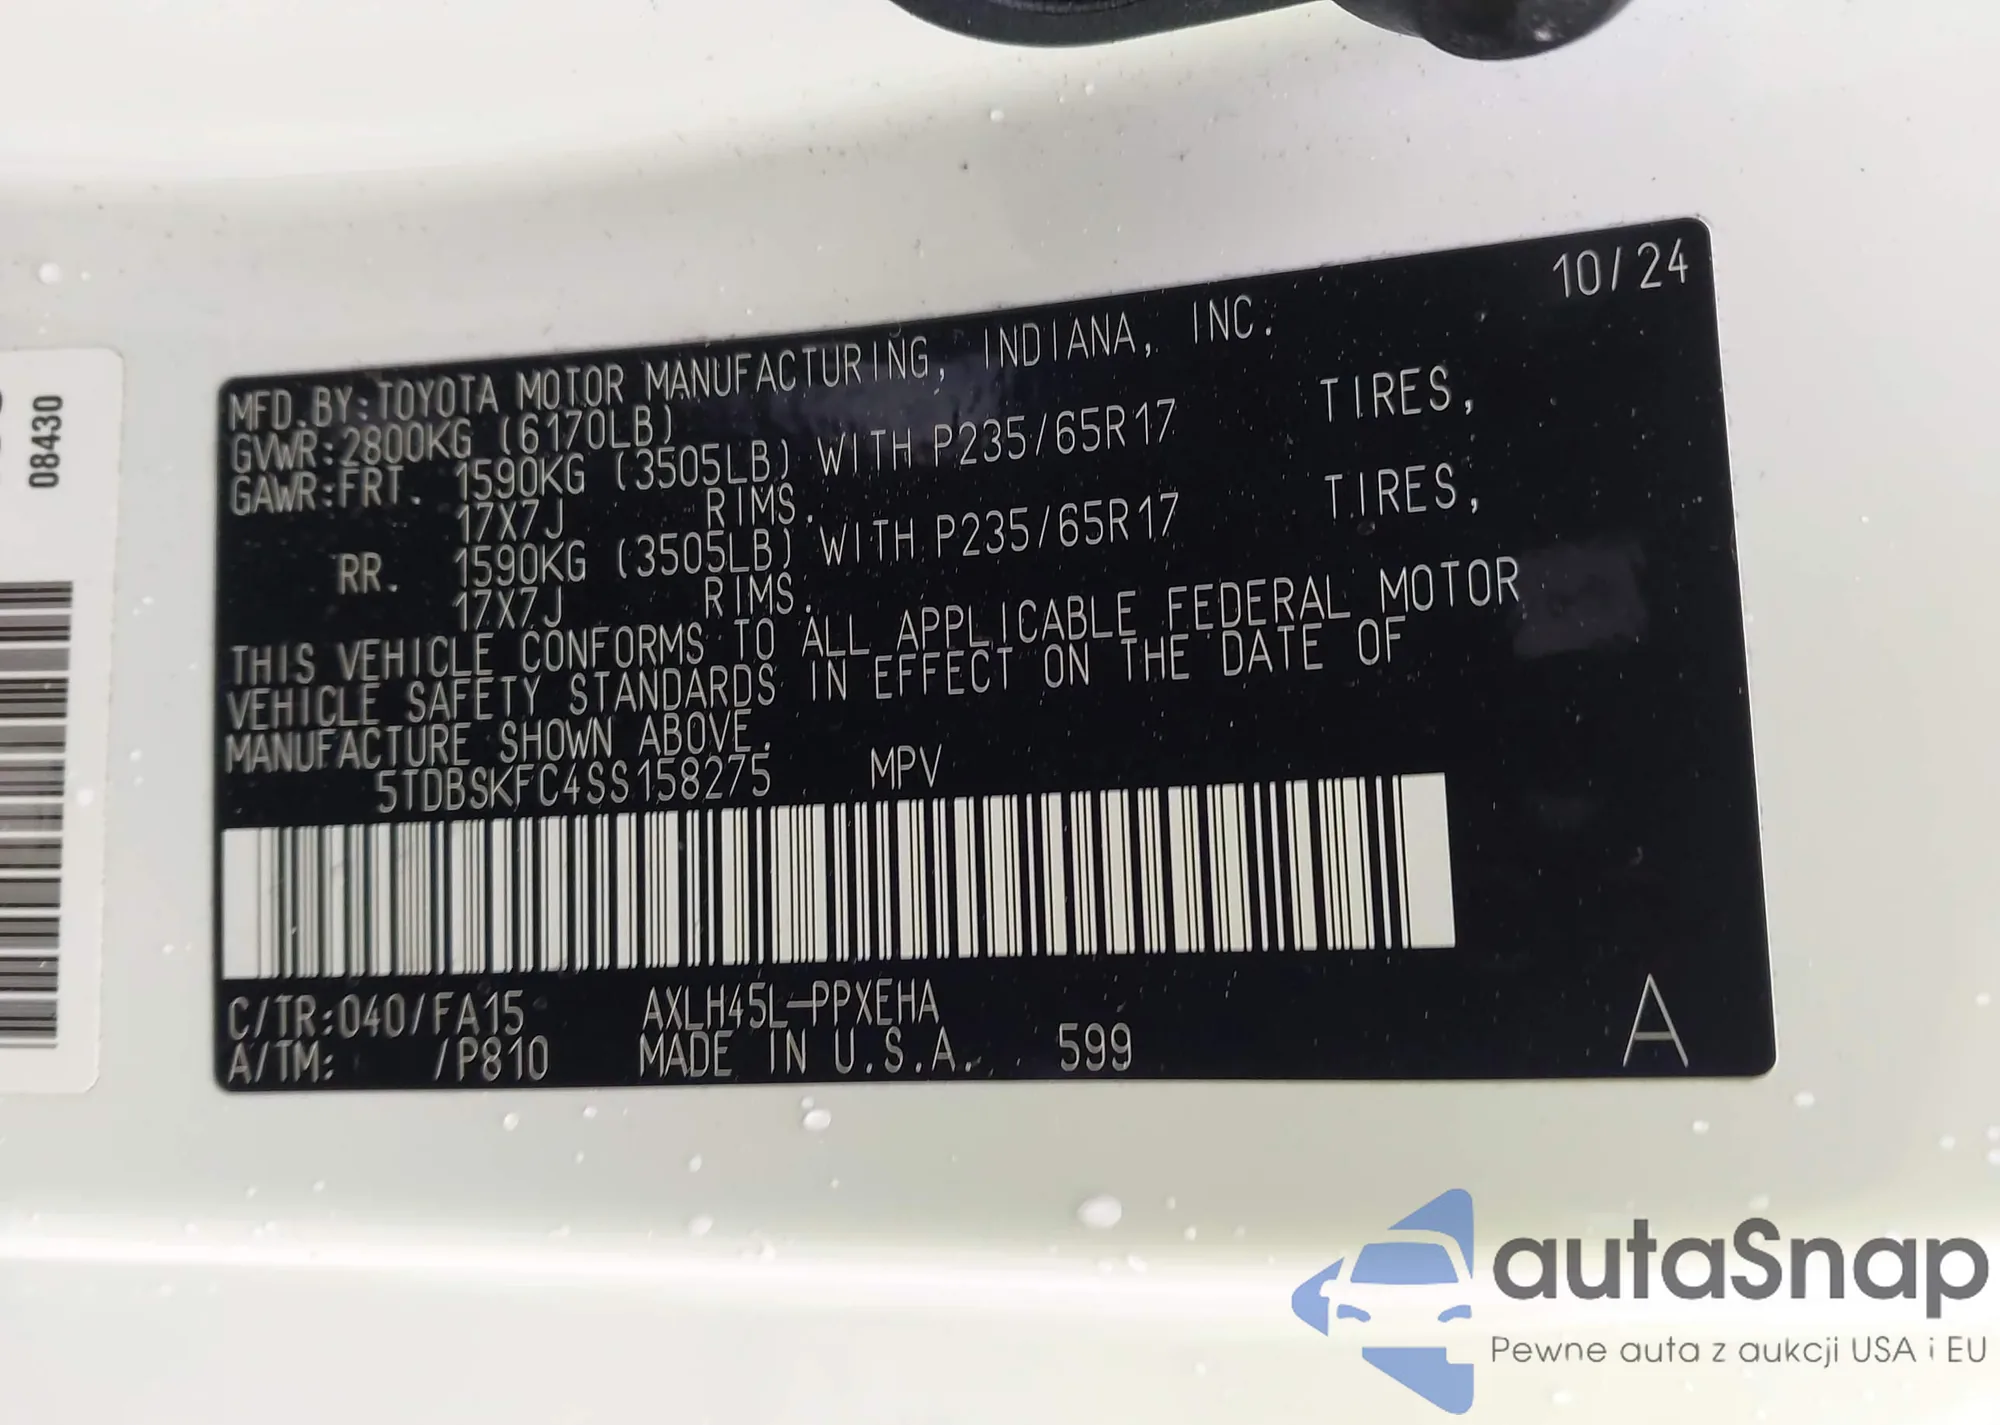 10/24
MFD.BY:TOYOTA MOTOR MANUFACTURING, INDIANA, INC.
GVWR:2800KG (6170LB)
GAWR:FRT. 1590KG (3505LB) WITH P235/65R17 TIRES,
17X7J RIMS.
RR. 1590KG (3505LB) WITH P235/65R17 TIRES,
17X7J RIMS.
THIS VEHICLE CONFORMS TO ALL APPLICABLE FEDERAL MOTOR
VEHICLE SAFETY STANDARDS IN EFFECT ON THE DATE OF
MANUFACTURE SHOWN ABOVE.
5TDBSKFC4SS158275 MPV
C/TR:040/FA15 AXLH45L-PPXEHA
A/TM: /P810 MADE IN U.S.A. 599
A
08430
autaSnap
Pewne auta z aukcji USA i EU